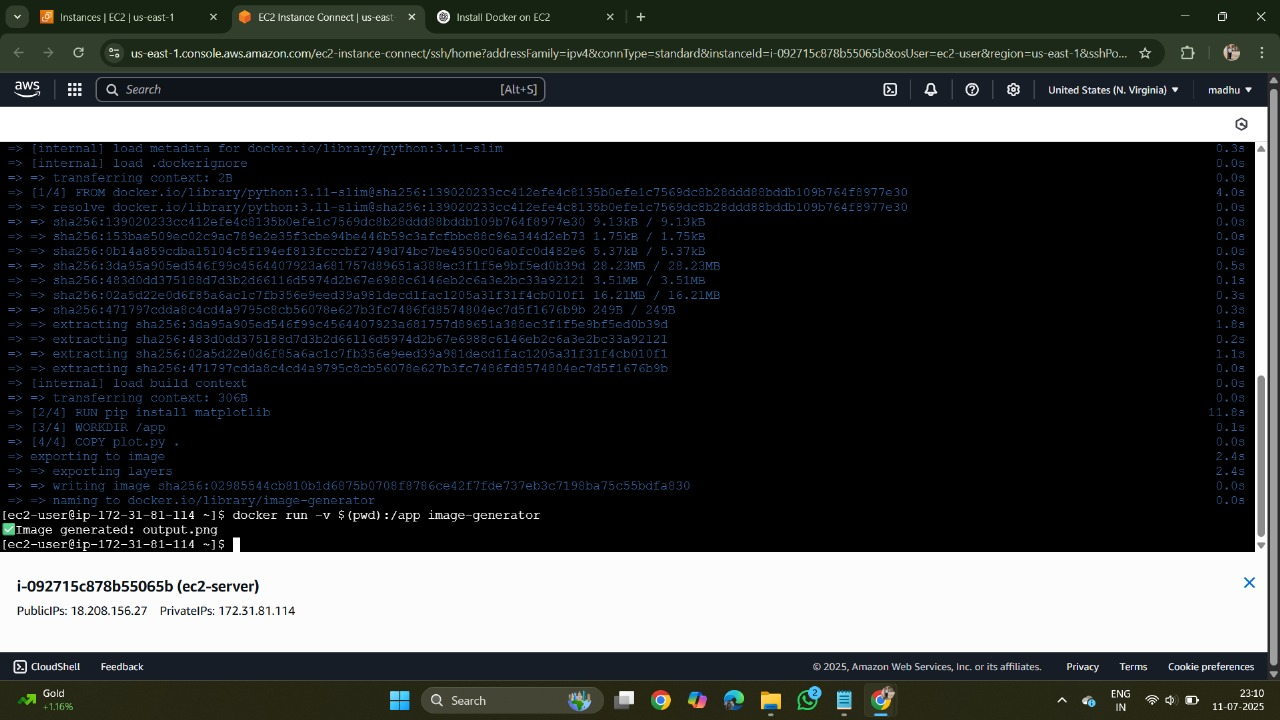 Instances | EC2 | us-east-1
EC2 Instance Connect | us-east-
Install Docker on EC2
us-east-1.console.aws.amazon.com/ec2-instance-connect/ssh/home?addressFamily=ipv4&connType=standard&instanceId=i-092715c878b55065b&osUser=ec2-user&region=us-east-1&sshPo...
aws
Search
[Alt+S]
United States (N. Virginia)
madhu
=> [internal] load metadata for docker.io/library/python:3.11-slim 0.3s
=> [internal] load .dockerignore 0.0s
=> => transferring context: 2B 0.0s
=> [1/4] FROM docker.io/library/python:3.11-slim@sha256:139020233cc412efe4c8135b0efe1c7569dc8b28ddd88bddb109b764f8977e30 4.0s
=> => resolve docker.io/library/python:3.11-slim@sha256:139020233cc412efe4c8135b0efe1c7569dc8b28ddd88bddb109b764f8977e30 0.0s
=> => sha256:139020233cc412efe4c8135b0efe1c7569dc8b28ddd88bddb109b764f8977e30 9.13kB / 9.13kB 0.0s
=> => sha256:153bae509ec02c9ac789e2e35f3cbe94be446b59c3afcfbbc88c96a344d2eb73 1.75kB / 1.75kB 0.0s
=> => sha256:0b14a859cdba15104c5f194ef813fcccbf2749d74bc7be4550c06a0fc0d482e6 5.37kB / 5.37kB 0.0s
=> => sha256:3da95a905ed546f99c4564407923a681757d89651a388ec3f1f5e9bf5ed0b39d 28.23MB / 28.23MB 0.5s
=> => sha256:483d0dd375188d7d3b2d66116d5974d2b67e6988c6146eb2c6a3e2bc33a92121 3.51MB / 3.51MB 0.1s
=> => sha256:02a5d22e0d6f85a6ac1c7fb356e9eed39a981decd1fac1205a31f31f4cb010f1 16.21MB / 16.21MB 0.3s
=> => sha256:471797cdda8c4cd4a9795c8cb56078e627b3fc7486fd8574804ec7d5f1676b9b 249B / 249B 0.3s
=> => extracting sha256:3da95a905ed546f99c4564407923a681757d89651a388ec3f1f5e9bf5ed0b39d 1.8s
=> => extracting sha256:483d0dd375188d7d3b2d66116d5974d2b67e6988c6146eb2c6a3e2bc33a92121 0.2s
=> => extracting sha256:02a5d22e0d6f85a6ac1c7fb356e9eed39a981decd1fac1205a31f31f4cb010f1 1.1s
=> => extracting sha256:471797cdda8c4cd4a9795c8cb56078e627b3fc7486fd8574804ec7d5f1676b9b 0.0s
=> [internal] load build context 0.0s
=> => transferring context: 306B 0.0s
=> [2/4] RUN pip install matplotlib 11.8s
=> [3/4] WORKDIR /app 0.1s
=> [4/4] COPY plot.py . 0.0s
=> exporting to image 2.4s
=> => exporting layers 2.4s
=> => writing image sha256:02985544cb810b1d6875b0708f8786ce42f7fde737eb3c7198ba75c55bdfa830 0.0s
=> => naming to docker.io/library/image-generator 0.0s
[ec2-user@ip-172-31-81-114 ~]$ docker run -v $(pwd):/app image-generator
✅Image generated: output.png
[ec2-user@ip-172-31-81-114 ~]$
i-092715c878b55065b (ec2-server)
PublicIPs: 18.208.156.27 PrivateIPs: 172.31.81.114
CloudShell Feedback © 2025, Amazon Web Services, Inc. or its affiliates. Privacy Terms Cookie preferences
Gold
+1.16%
Search
2
ENG
IN
23:10
11-07-2025